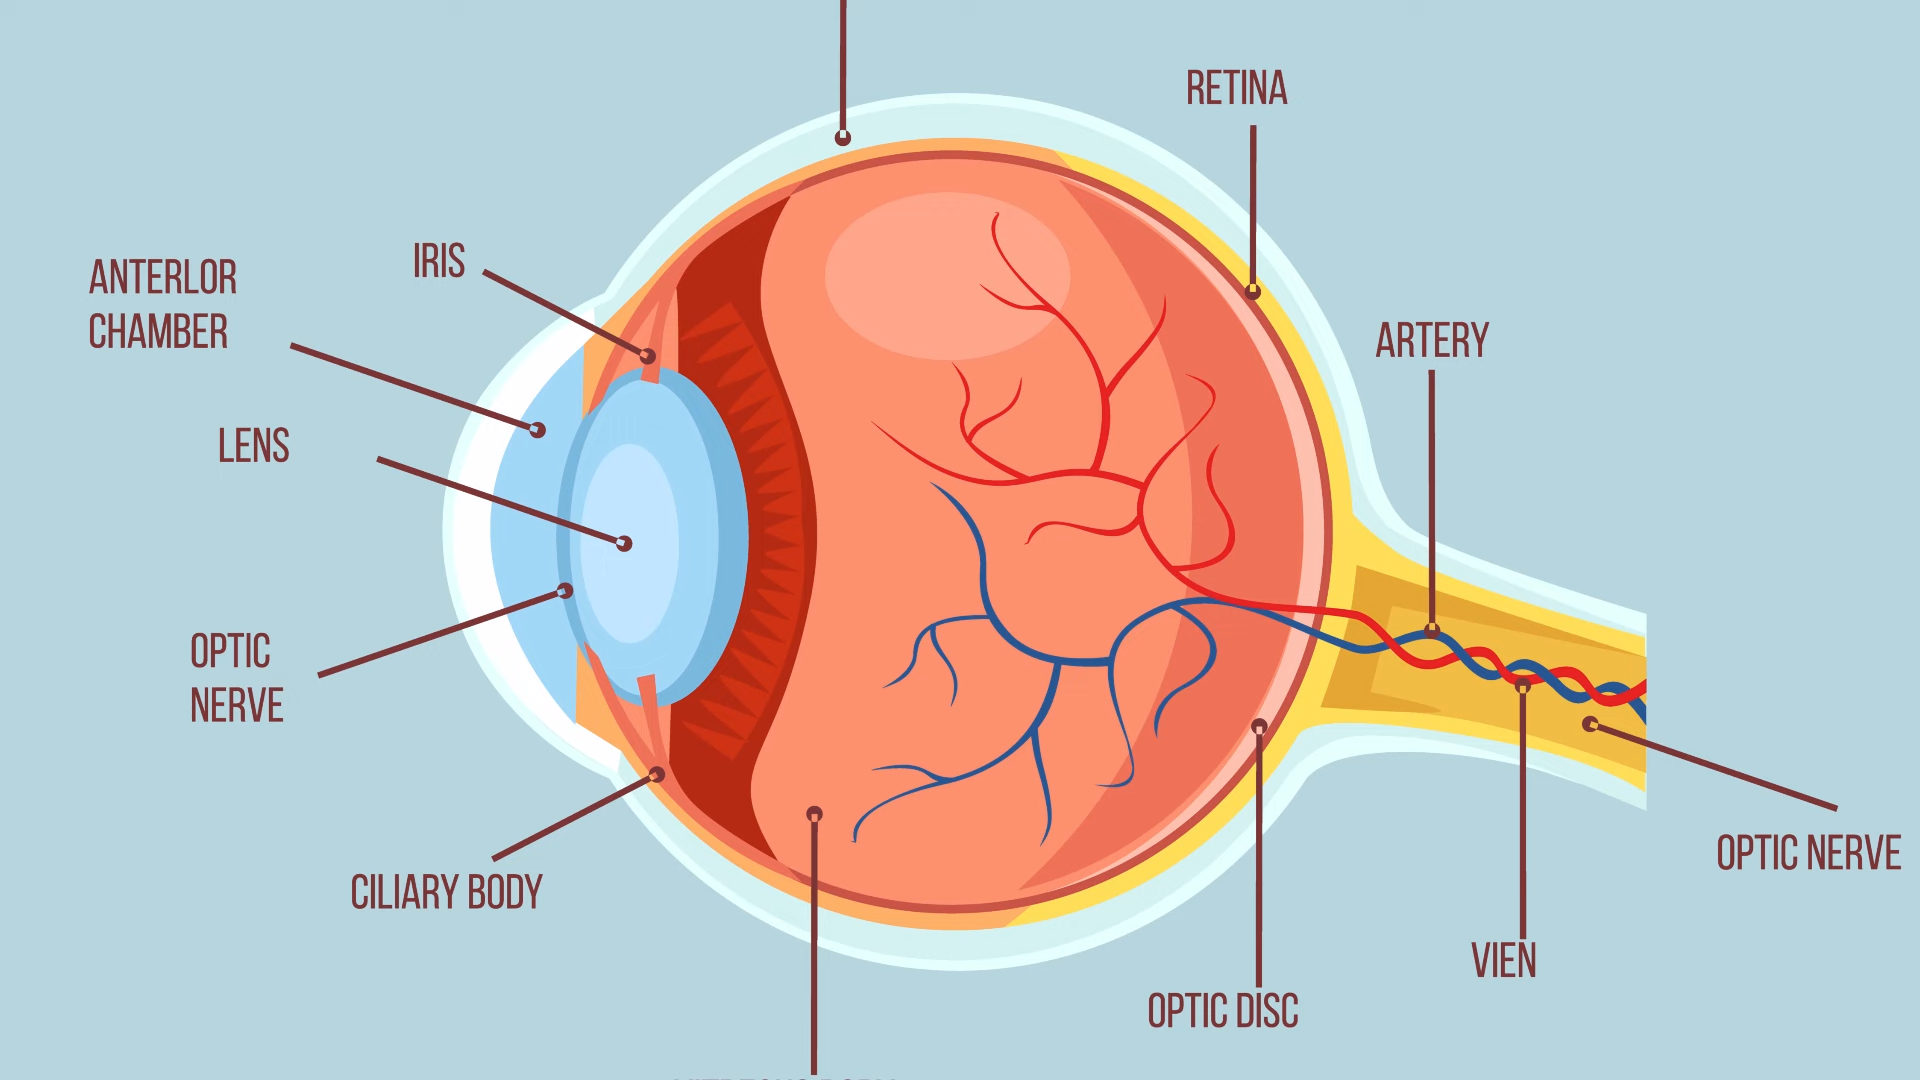 RETINA
IRIS
ANTERLOR
CHAMBER
ARTERY
LENS
OPTIC
NERVE
OPTIC NERVE
CILIARY BODY
VIEN
OPTIC DISC